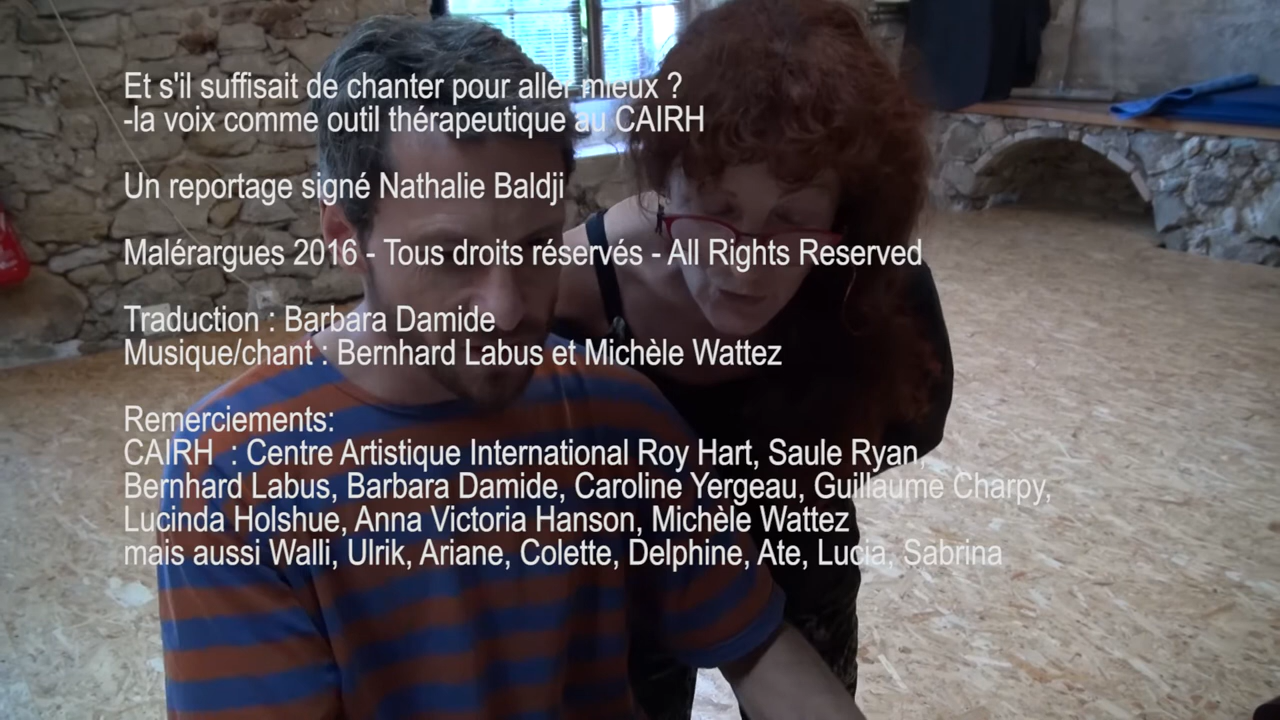 Et s'il suffisait de chanter pour aller mieux ?
-la voix comme outil thérapeutique au CAIRH
Un reportage signé Nathalie Baldji
Malérargues 2016 - Tous droits réservés - All Rights Reserved
Traduction : Barbara Damide
Musique/chant : Bernhard Labus et Michèle Wattez
Remerciements:
CAIRH  : Centre Artistique International Roy Hart, Saule Ryan,
Bernhard Labus, Barbara Damide, Caroline Yergeau, Guillaume Charpy,
Lucinda Holshue, Anna Victoria Hanson, Michèle Wattez
mais aussi Walli, Ulrik, Ariane, Colette, Delphine, Ate, Lucia, Sabrina